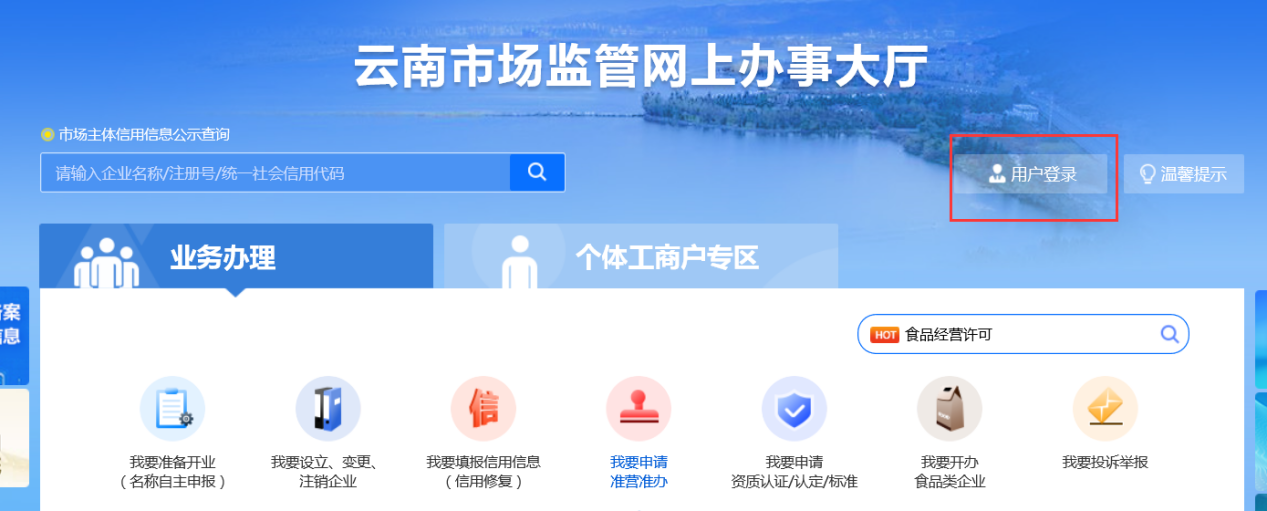 云南市场监管网上办事大厅
市场主体信用信息公示查询
请输入企业名称/注册号/统一社会信用代码
用户登录
温馨提示
业务办理
个体工商户专区
案
息
HOT 食品经营许可
我要准备开业
（名称自主申报）
我要设立、变更、
注销企业
我要填报信用信息
（信用修复）
我要申请
准营准办
我要申请
资质认证/认定/标准
我要开办
食品类企业
我要投诉举报